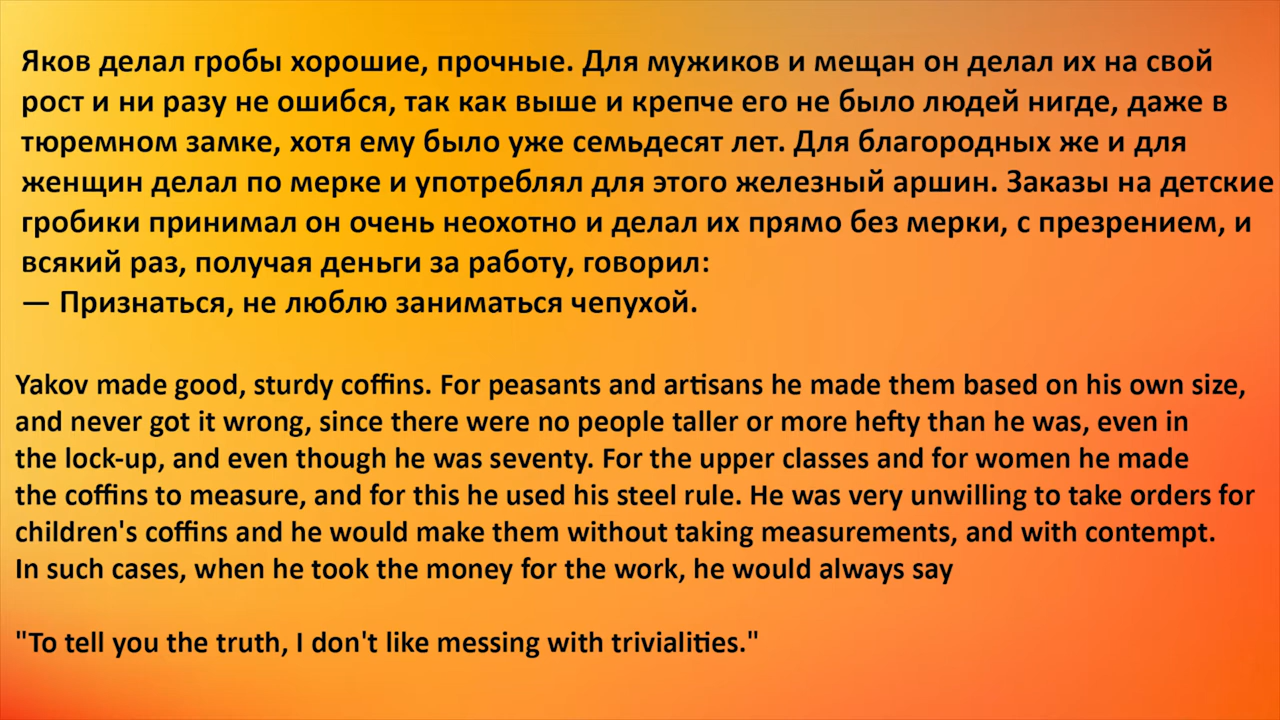 Яков делал гробы хорошие, прочные. Для мужиков и мещан он делал их на свой
рост и ни разу не ошибся, так как выше и крепче его не было людей нигде, даже в
тюремном замке, хотя ему было уже семьдесят лет. Для благородных же и для
женщин делал по мерке и употреблял для этого железный аршин. Заказы на детские
гробики принимал он очень неохотно и делал их прямо без мерки, с презрением, и
всякий раз, получая деньги за работу, говорил:
— Признаться, не люблю заниматься чепухой.
Yakov made good, sturdy coffins. For peasants and artisans he made them based on his own size,
and never got it wrong, since there were no people taller or more hefty than he was, even in
the lock-up, and even though he was seventy. For the upper classes and for women he made
the coffins to measure, and for this he used his steel rule. He was very unwilling to take orders for
children's coffins and he would make them without taking measurements, and with contempt.
In such cases, when he took the money for the work, he would always say
"To tell you the truth, I don't like messing with trivialities."